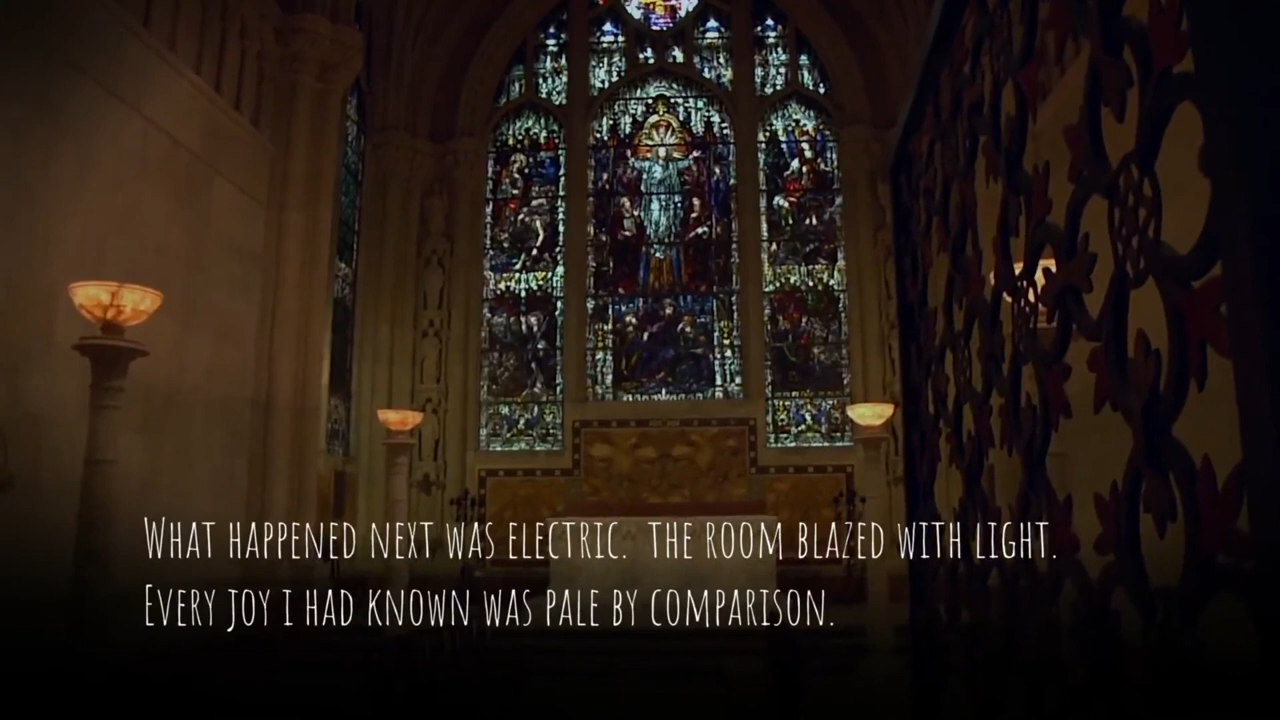 What happened next was electric.  The room blazed with light.
Every joy I had known was pale by comparison.